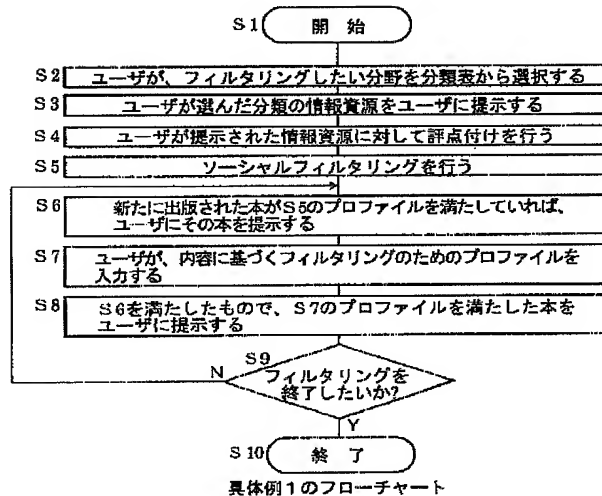 S1 開 始
S2 ユーザが、フィルタリングしたい分野を分類表から選択する
S3 ユーザが選んだ分類の情報資源をユーザに提示する
S4 ユーザが提示された情報資源に対して評点付けを行う
S5 ソーシャルフィルタリングを行う
S6 新たに出版された本がS5のプロファイルを満たしていれば、
ユーザにその本を提示する
S7 ユーザが、内容に基づくフィルタリングのためのプロファイルを
入力する
S8 S6を満たしたもので、S7のプロファイルを満たした本を
ユーザに提示する
S9
N フィルタリングを
終了したいか?
Y
S10 終 了
具体例1のフローチャート